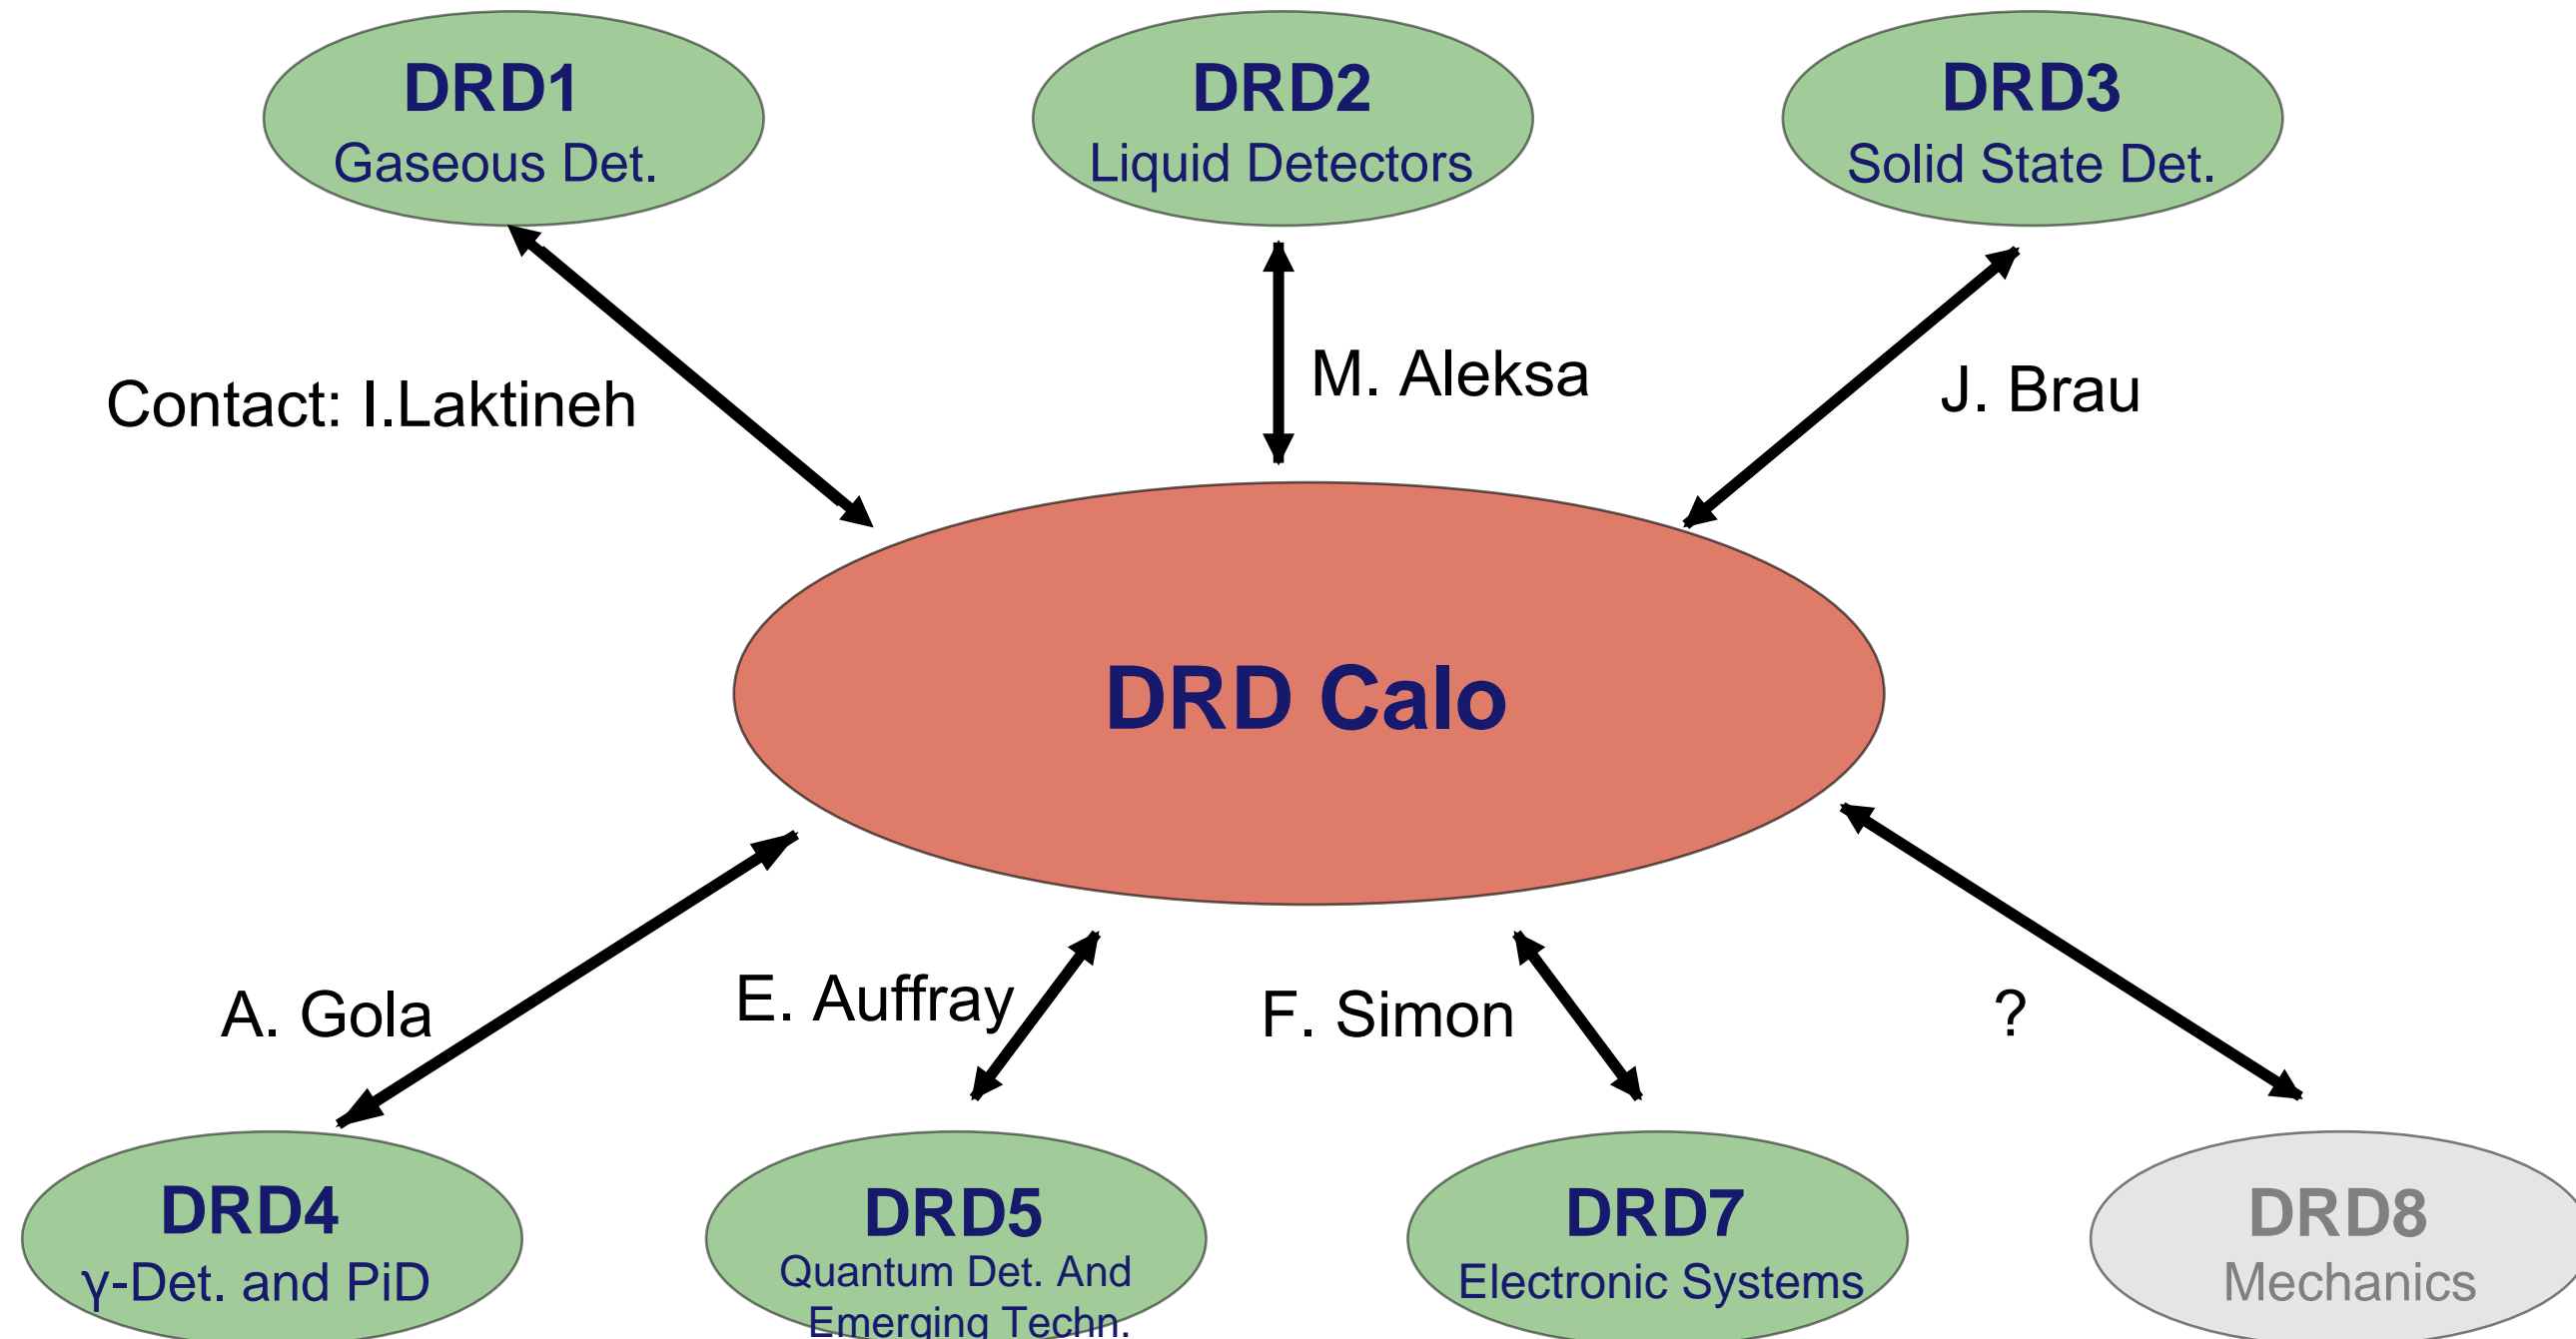 DRD1
Gaseous Det.
DRD2
Liquid Detectors
DRD3
Solid State Det.
Contact: I.Laktineh
M. Aleksa
J. Brau
DRD Calo
A. Gola
E. Auffray
F. Simon
?
DRD4
γ-Det. and PiD
DRD5
Quantum Det. And
Emerging Techn.
DRD7
Electronic Systems
DRD8
Mechanics